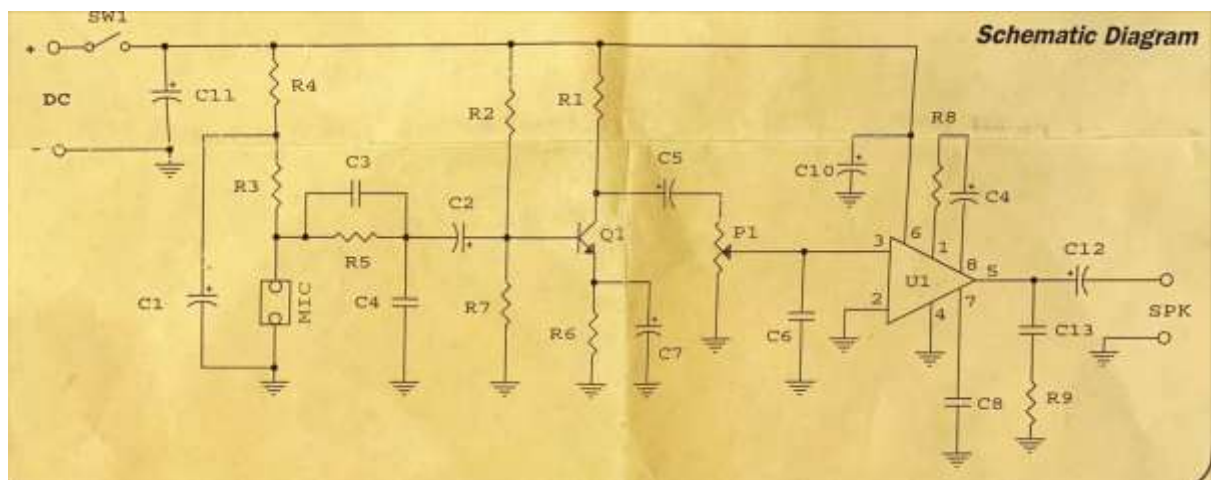 SW1
Schematic Diagram
+
DC
-
C11
R4
R2
R1
R8
C10
C4
C3
C5
R3
C2
Q1
P1
3
6
1
8
5
C12
R5
U1
2
4
7
SPK
C1
MIC
C4
R7
R6
C7
C6
C13
C8
R9